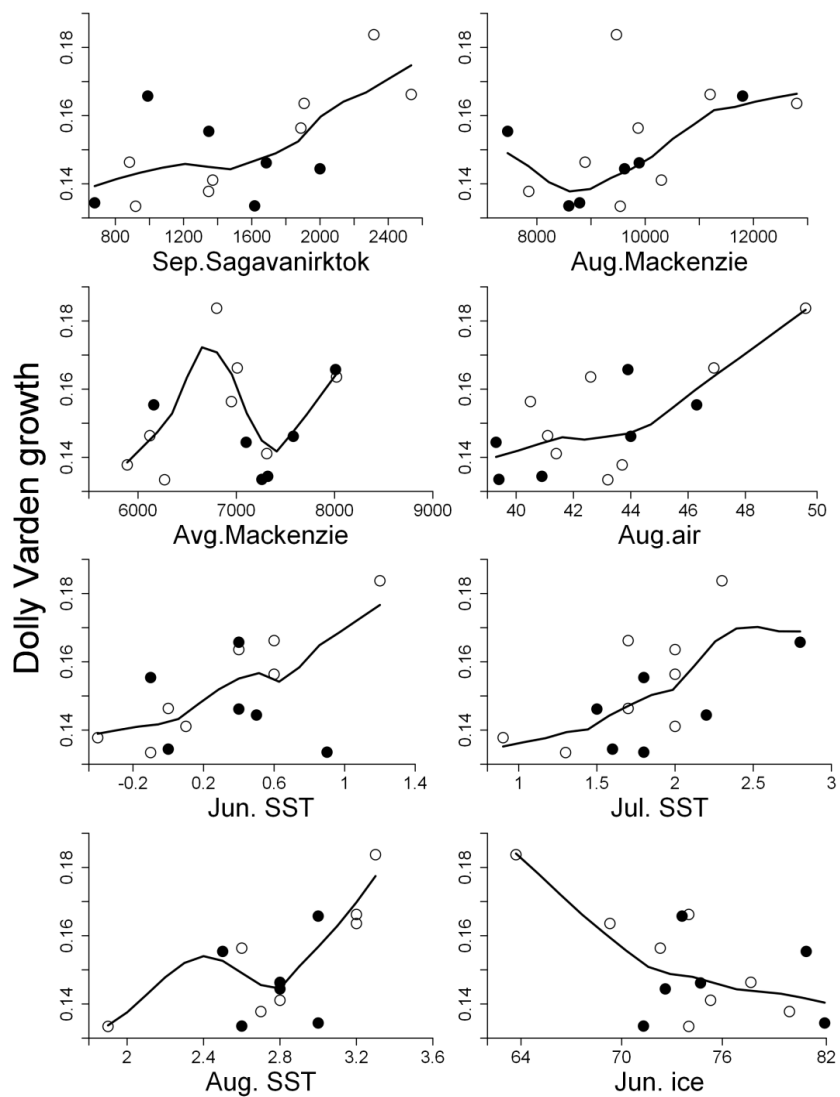 Dolly Varden growth
0.14 0.16 0.18
800 1200 1600 2000 2400
Sep.Sagavanirktok
0.14 0.16 0.18
8000 10000 12000
Aug.Mackenzie
0.14 0.16 0.18
6000 7000 8000 9000
Avg.Mackenzie
0.14 0.16 0.18
40 42 44 46 48 50
Aug.air
0.14 0.16 0.18
-0.2 0.2 0.6 1 1.4
Jun. SST
0.14 0.16 0.18
1 1.5 2 2.5 3
Jul. SST
0.14 0.16 0.18
2 2.4 2.8 3.2 3.6
Aug. SST
0.14 0.16 0.18
64 70 76 82
Jun. ice